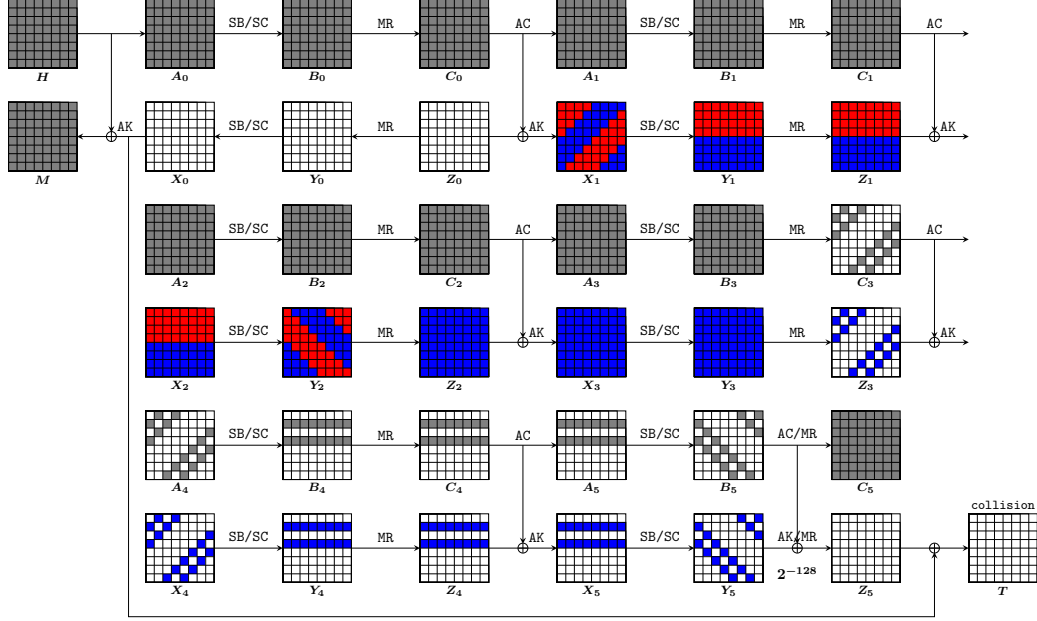 SB/SC MR AC SB/SC MR AC
H A₀ B₀ C₀ A₁ B₁ C₁
AK SB/SC MR AK SB/SC MR AK
M X₀ Y₀ Z₀ X₁ Y₁ Z₁
SB/SC MR AC SB/SC MR AC
A₂ B₂ C₂ A₃ B₃ C₃
SB/SC MR AK SB/SC MR AK
X₂ Y₂ Z₂ X₃ Y₃ Z₃
SB/SC MR AC SB/SC AC/MR
A₄ B₄ C₄ A₅ B₅ C₅
collision
SB/SC MR AK SB/SC AK/MR
2⁻¹²⁸
X₄ Y₄ Z₄ X₅ Y₅ Z₅ T